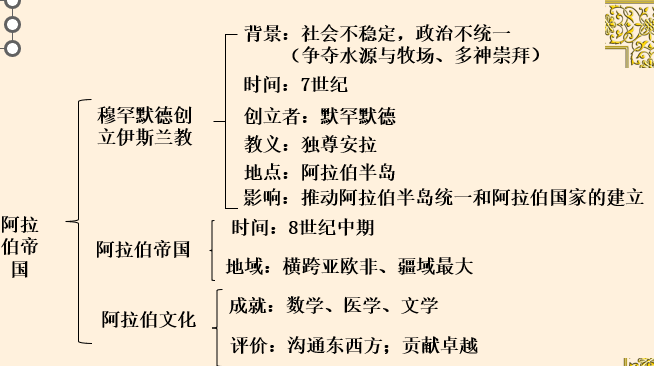 背景：社会不稳定，政治不统一
（争夺水源与牧场、多神崇拜）
时间：7世纪
穆罕默德创
立伊斯兰教
创立者：默罕默德
教义：独尊安拉
地点：阿拉伯半岛
影响：推动阿拉伯半岛统一和阿拉伯国家的建立
阿拉
伯帝
国
阿拉伯帝国
时间：8世纪中期
地域：横跨亚欧非、疆域最大
阿拉伯文化
成就：数学、医学、文学
评价：沟通东西方；贡献卓越